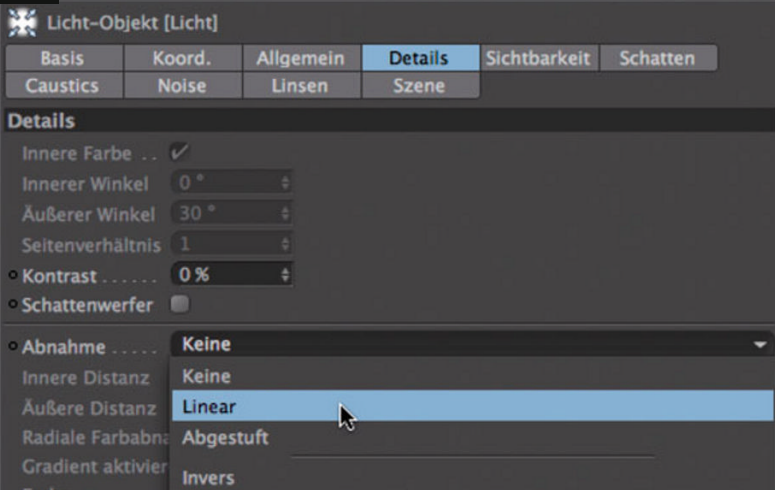 Licht-Objekt [Licht]
Basis Koord. Allgemein Details Sichtbarkeit Schatten
Caustics Noise Linsen Szene
Details
Innere Farbe . . ✔
Innerer Winkel 0 °
Äußerer Winkel 30 °
Seitenverhältnis 1
Kontrast . . . . . . 0 %
Schattenwerfer
Abnahme . . . . . Keine
Innere Distanz Keine
Äußere Distanz Linear
Radiale Farbabna Abgestuft
Gradient aktivier
Invers